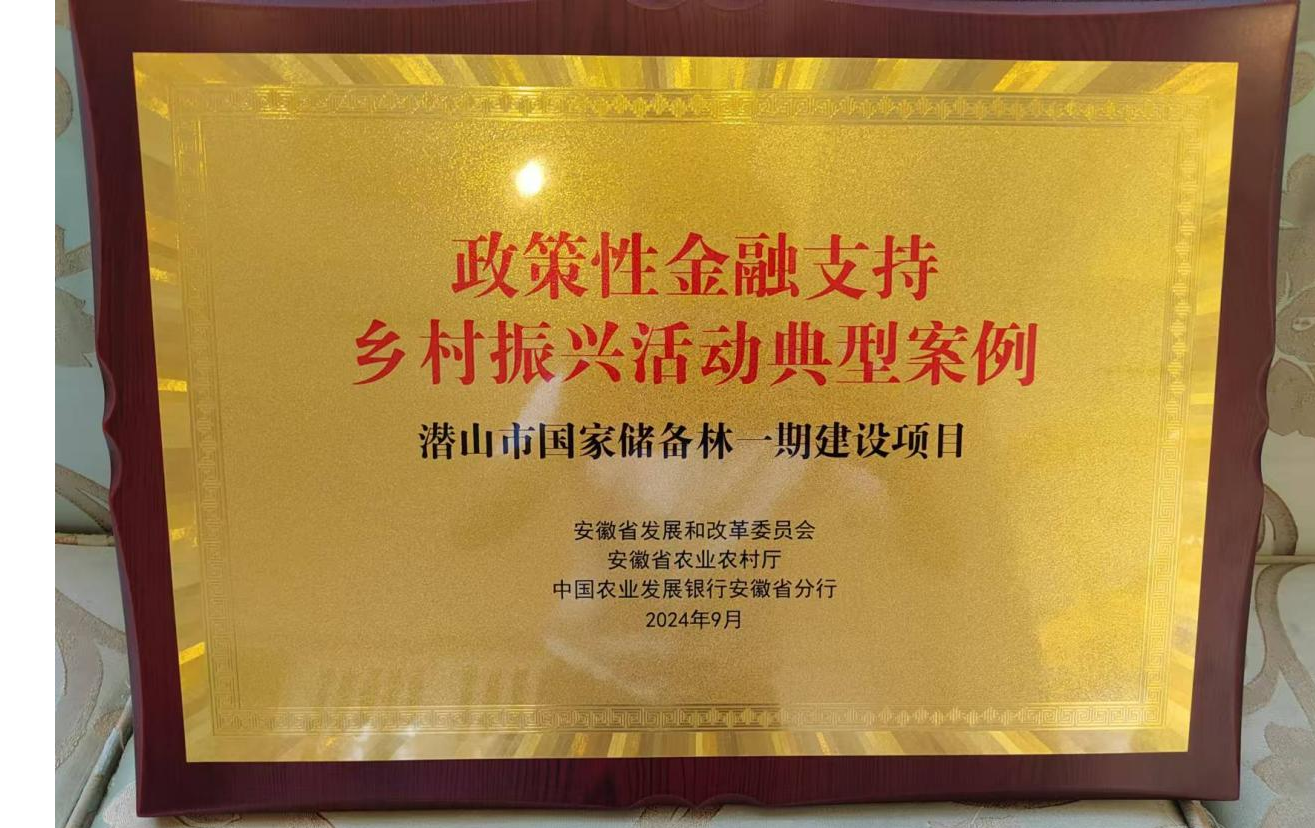 政策性金融支持
乡村振兴活动典型案例
潜山市国家储备林一期建设项目
安徽省发展和改革委员会
安徽省农业农村厅
中国农业发展银行安徽省分行
2024年9月